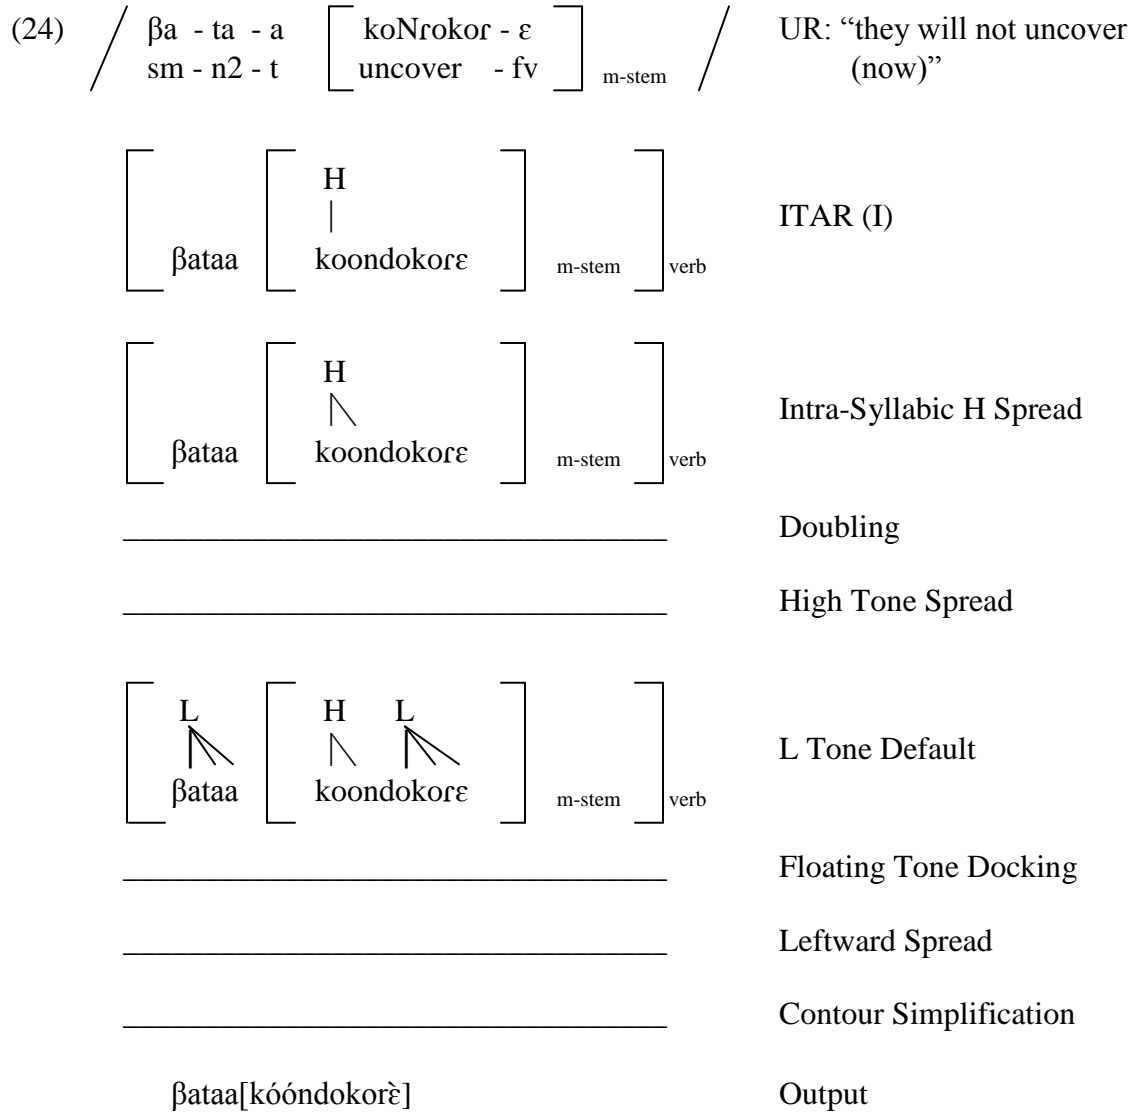 (24) / βa - ta - a [ koNɾokoɾ - ɛ ] / UR: “they will not uncover
sm - n2 - t [ uncover - fv ] m-stem (now)”
H
ITAR (I)
[ βataa [ koondokoɾɛ ] m-stem ] verb
H
Intra-Syllabic H Spread
[ βataa [ koondokoɾɛ ] m-stem ] verb
Doubling
High Tone Spread
L H L
L Tone Default
[ βataa [ koondokoɾɛ ] m-stem ] verb
Floating Tone Docking
Leftward Spread
Contour Simplification
βataa[kóóndokoɾɛ̀] Output